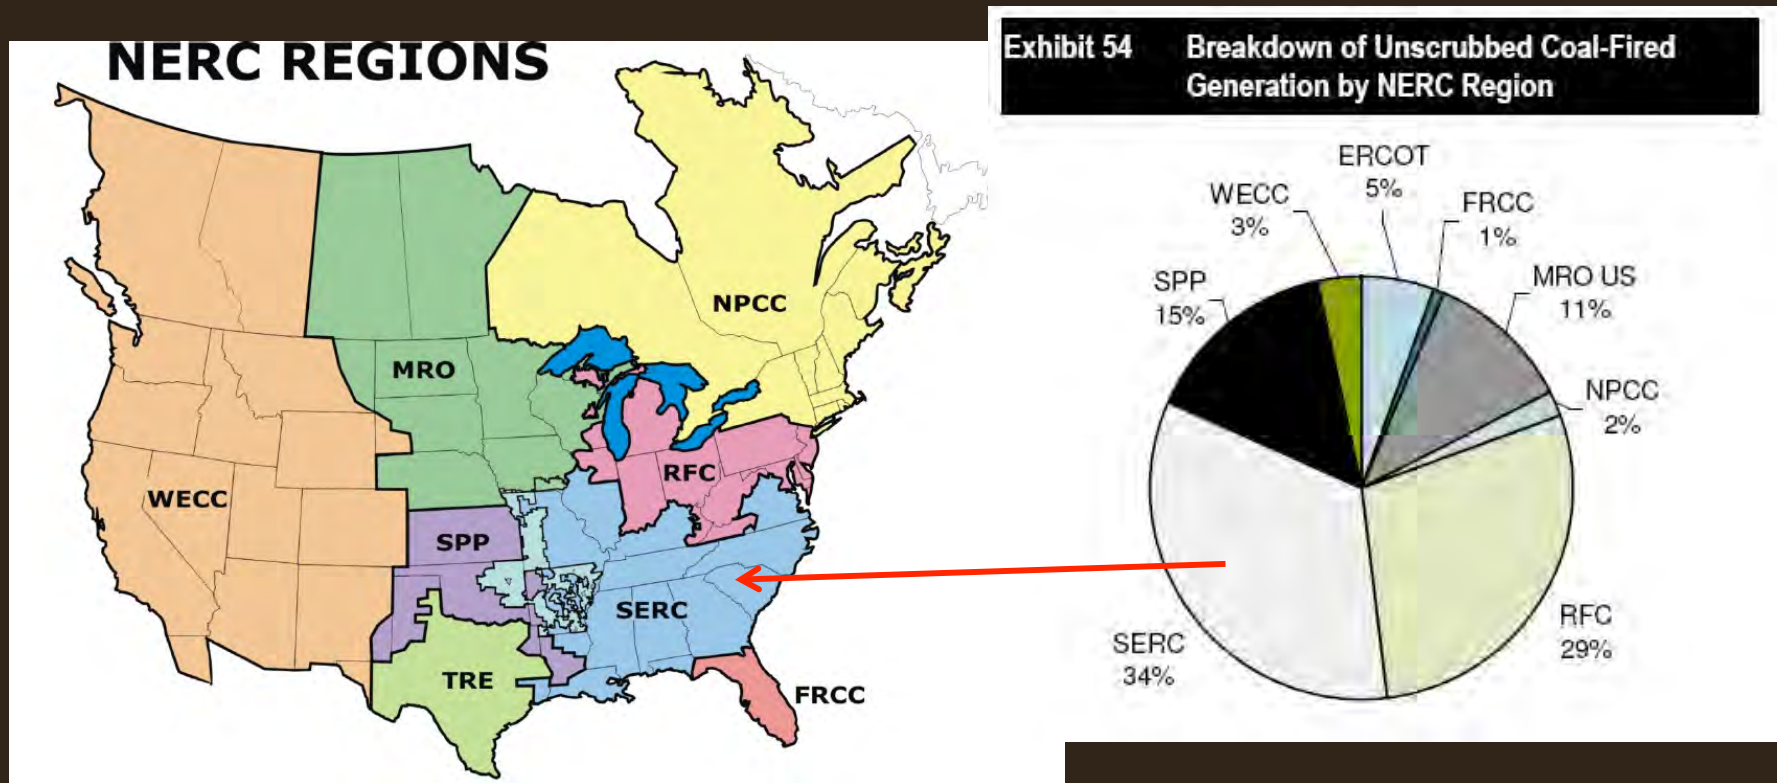 NERC REGIONS
NPCC
MRO
RFC
WECC
SPP
SERC
TRE
FRCC
Exhibit 54 Breakdown of Unscrubbed Coal-Fired
Generation by NERC Region
ERCOT
5%
WECC
3%
FRCC
1%
SPP
15%
MRO US
11%
NPCC
2%
RFC
29%
SERC
34%